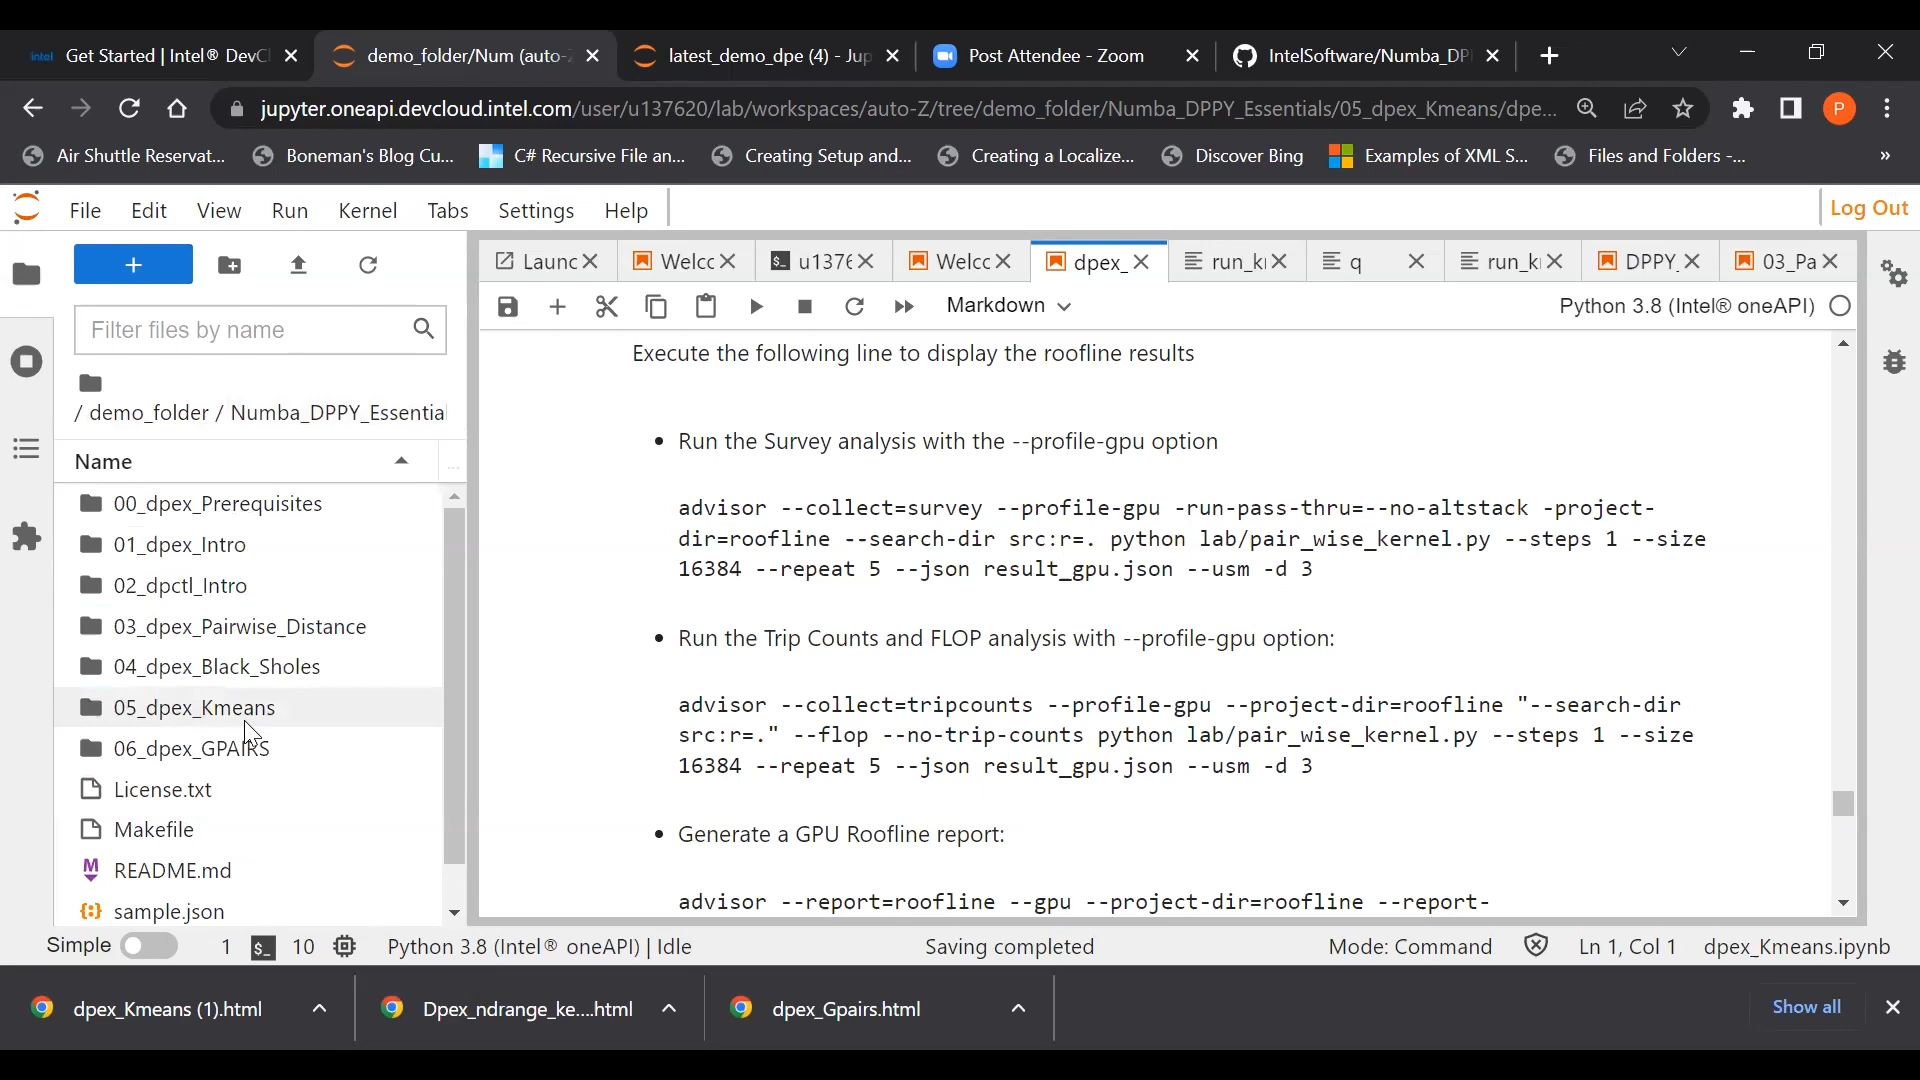 intel Get Started | Intel® DevCl
demo_folder/Num (auto-Z
latest_demo_dpe (4) - Jup
Post Attendee - Zoom
IntelSoftware/Numba_DP
jupyter.oneapi.devcloud.intel.com/user/u137620/lab/workspaces/auto-Z/tree/demo_folder/Numba_DPPY_Essentials/05_dpex_Kmeans/dpe...
P
Air Shuttle Reservat...
Boneman's Blog Cu...
C# Recursive File an...
Creating Setup and...
Creating a Localize...
Discover Bing
Examples of XML S...
Files and Folders -...
»
File Edit View Run Kernel Tabs Settings Help
Log Out
Launc
Welcc
u1376
Welcc
dpex_
run_k
q
run_k
DPPY_
03_Pa
Markdown
Python 3.8 (Intel® oneAPI)
Filter files by name
/ demo_folder / Numba_DPPY_Essential
Name
...
00_dpex_Prerequisites
01_dpex_Intro
02_dpctl_Intro
03_dpex_Pairwise_Distance
04_dpex_Black_Sholes
05_dpex_Kmeans
06_dpex_GPAIRS
License.txt
Makefile
README.md
sample.json
Execute the following line to display the roofline results
• Run the Survey analysis with the --profile-gpu option
advisor --collect=survey --profile-gpu -run-pass-thru=--no-altstack -project-
dir=roofline --search-dir src:r=. python lab/pair_wise_kernel.py --steps 1 --size
16384 --repeat 5 --json result_gpu.json --usm -d 3
• Run the Trip Counts and FLOP analysis with --profile-gpu option:
advisor --collect=tripcounts --profile-gpu --project-dir=roofline "--search-dir
src:r=." --flop --no-trip-counts python lab/pair_wise_kernel.py --steps 1 --size
16384 --repeat 5 --json result_gpu.json --usm -d 3
• Generate a GPU Roofline report:
advisor --report=roofline --gpu --project-dir=roofline --report-
Simple 1 $_ 10 Python 3.8 (Intel® oneAPI) | Idle Saving completed Mode: Command Ln 1, Col 1 dpex_Kmeans.ipynb
dpex_Kmeans (1).html
Dpex_ndrange_ke....html
dpex_Gpairs.html
Show all